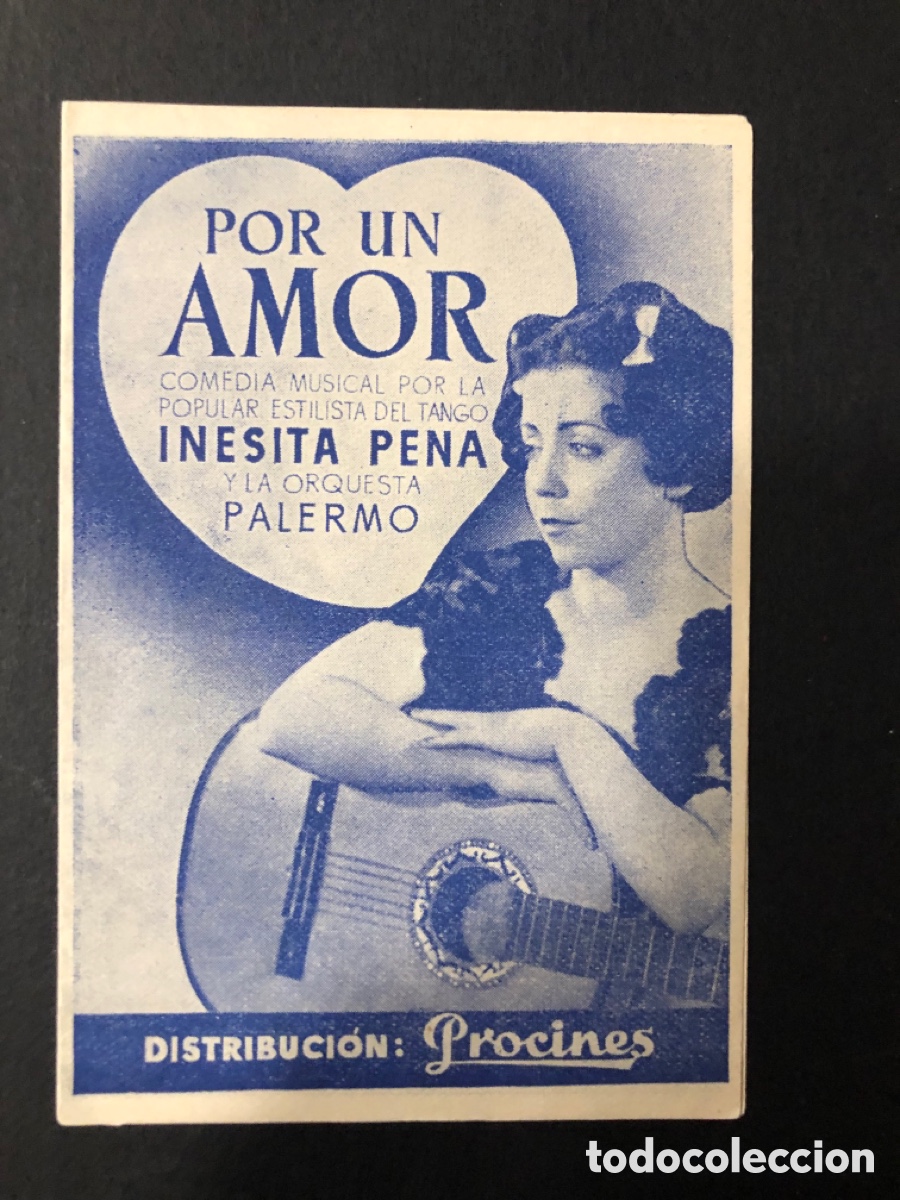 POR UN
AMOR
COMEDIA MUSICAL POR LA
POPULAR ESTILISTA DEL TANGO
INESITA PENA
Y LA ORQUESTA
PALERMO
DISTRIBUCIÓN: Procines
todocoleccion